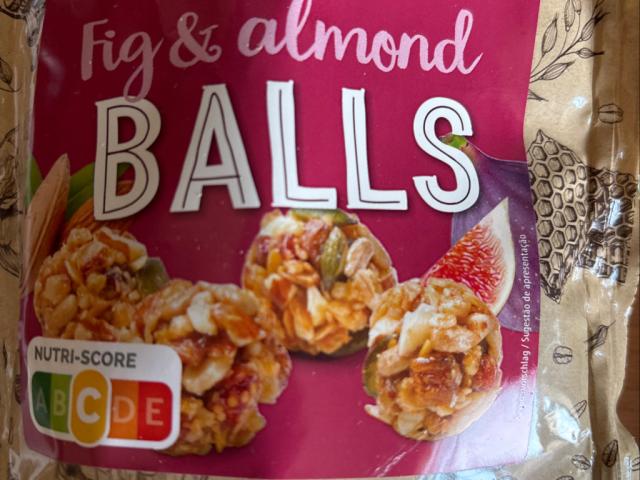 Fig & almond
BALLS
NUTRI-SCORE
A B C D E
/ Sugestão de apresentação